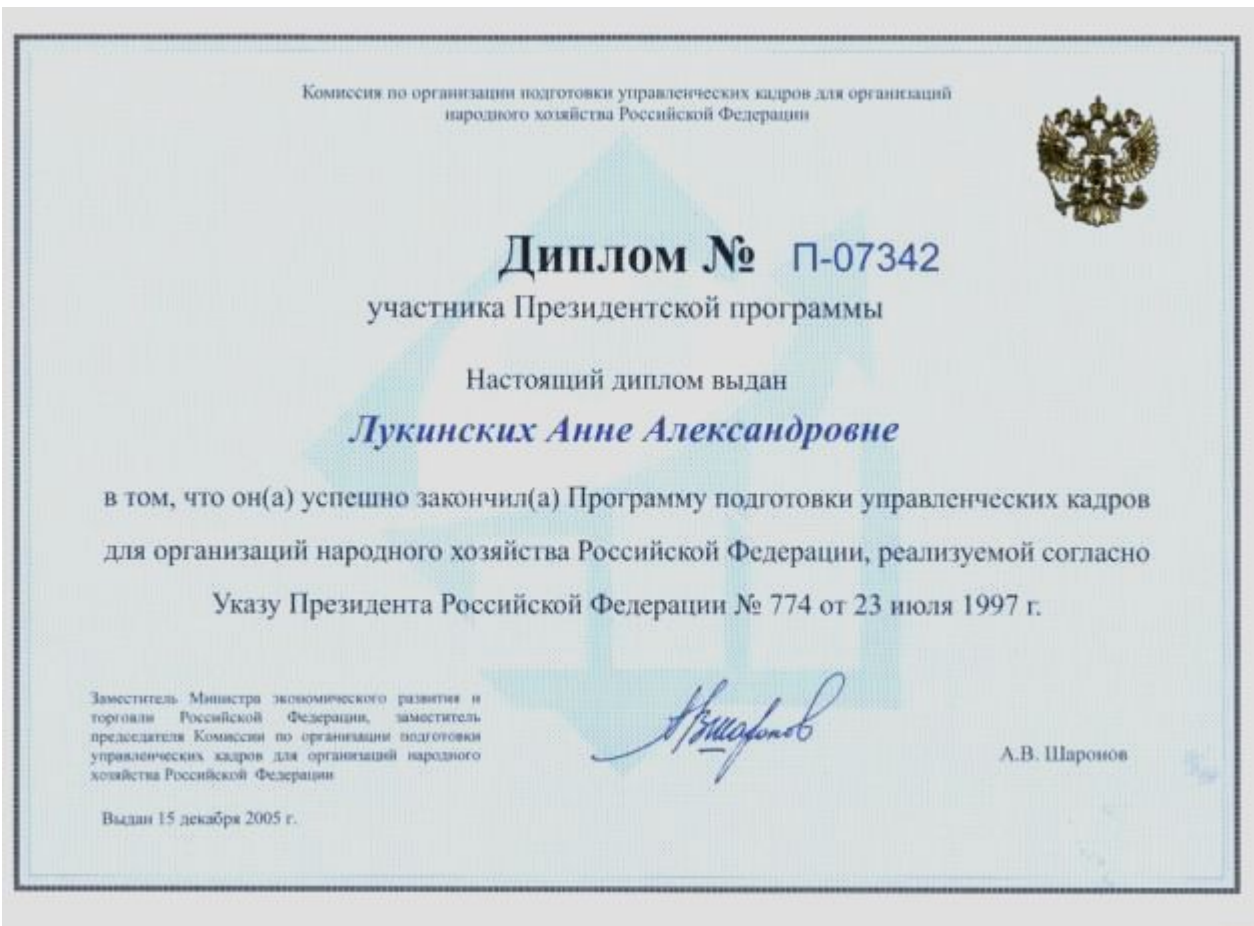 Комиссия по организации подготовки управленческих кадров для организаций
народного хозяйства Российской Федерации
Диплом № П-07342
участника Президентской программы
Настоящий диплом выдан
Лукинских Анне Александровне
в том, что он(а) успешно закончил(а) Программу подготовки управленческих кадров
для организаций народного хозяйства Российской Федерации, реализуемой согласно
Указу Президента Российской Федерации № 774 от 23 июля 1997 г.
Заместитель Министра экономического развития и
торговли Российской Федерации, заместитель
председателя Комиссии по организации подготовки
управленческих кадров для организаций народного
хозяйства Российской Федерации
А.В. Шаронов
Выдан 15 декабря 2005 г.